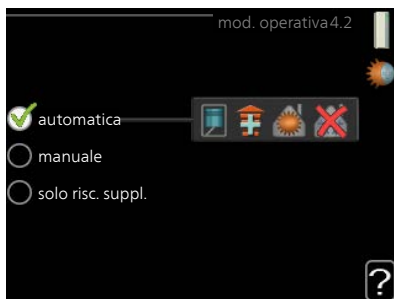 mod. operativa4.2
automatica
manuale
solo risc. suppl.
?